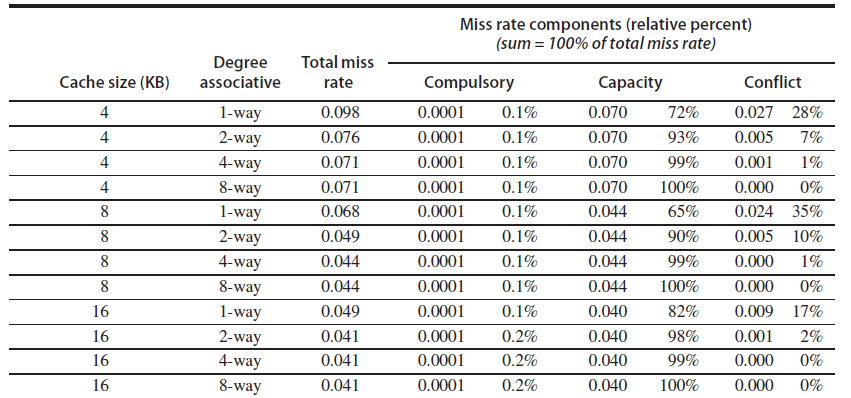 Miss rate components (relative percent)
(sum = 100% of total miss rate)
Cache size (KB) Degree associative Total miss rate Compulsory Capacity Conflict
4 1-way 0.098 0.0001 0.1% 0.070 72% 0.027 28%
4 2-way 0.076 0.0001 0.1% 0.070 93% 0.005 7%
4 4-way 0.071 0.0001 0.1% 0.070 99% 0.001 1%
4 8-way 0.071 0.0001 0.1% 0.070 100% 0.000 0%
8 1-way 0.068 0.0001 0.1% 0.044 65% 0.024 35%
8 2-way 0.049 0.0001 0.1% 0.044 90% 0.005 10%
8 4-way 0.044 0.0001 0.1% 0.044 99% 0.000 1%
8 8-way 0.044 0.0001 0.1% 0.044 100% 0.000 0%
16 1-way 0.049 0.0001 0.1% 0.040 82% 0.009 17%
16 2-way 0.041 0.0001 0.2% 0.040 98% 0.001 2%
16 4-way 0.041 0.0001 0.2% 0.040 99% 0.000 0%
16 8-way 0.041 0.0001 0.2% 0.040 100% 0.000 0%